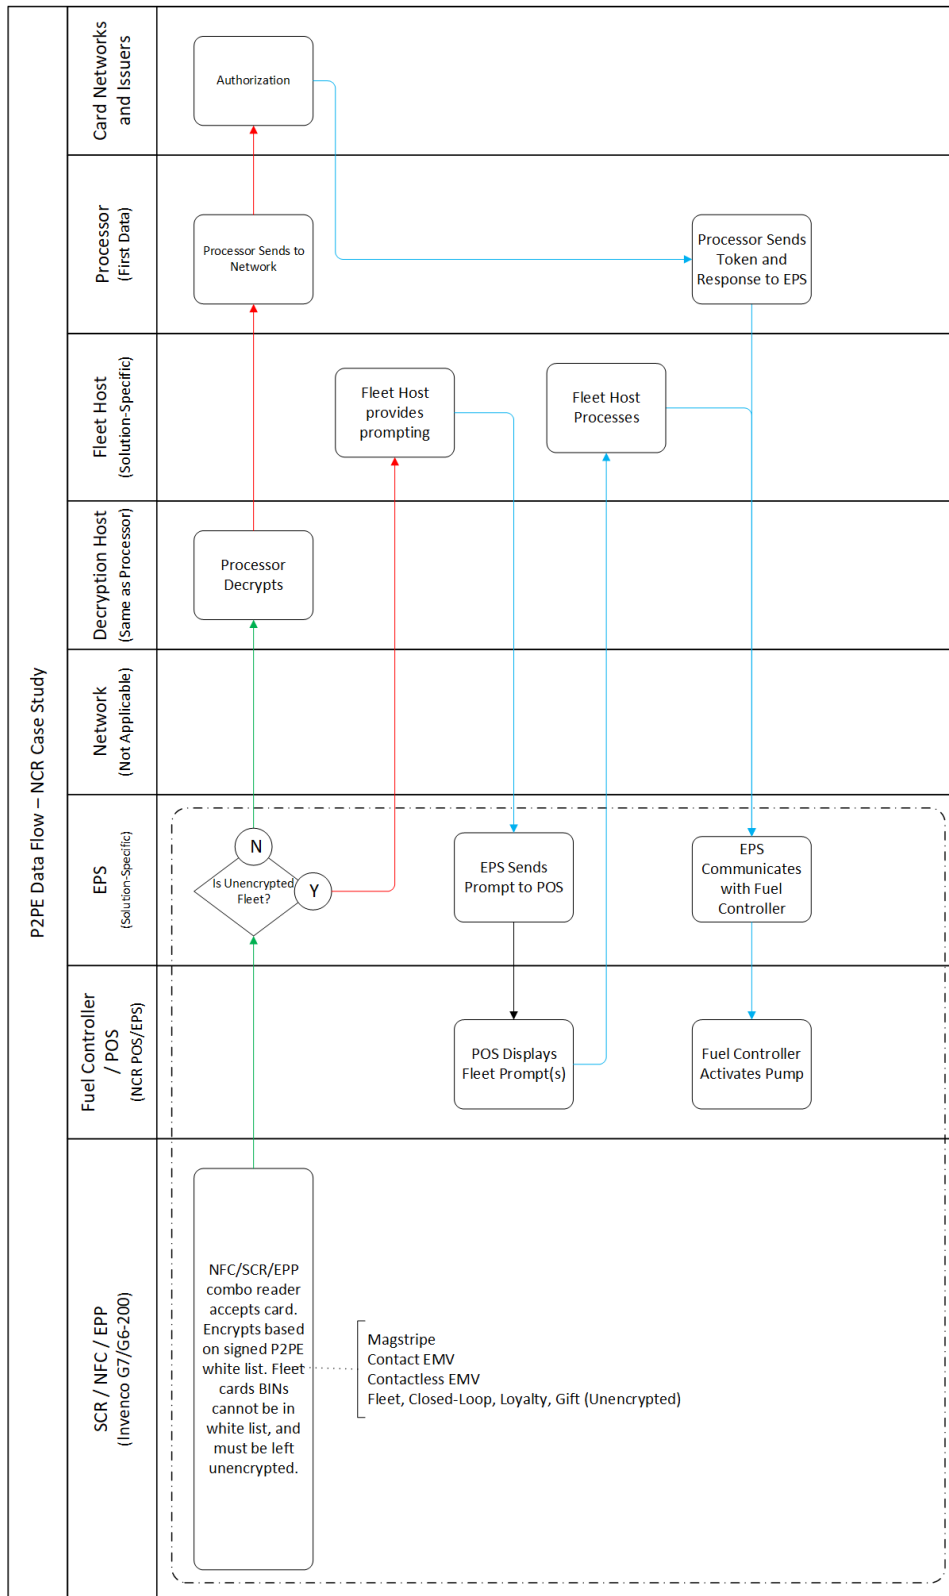 P2PE Data Flow – NCR Case Study
Card Networks
and Issuers
Authorization
Processor
(First Data)
Processor Sends to
Network
Processor Sends
Token and
Response to EPS
Fleet Host
(Solution-Specific)
Fleet Host
provides
prompting
Fleet Host
Processes
Decryption Host
(Same as Processor)
Processor
Decrypts
Network
(Not Applicable)
EPS
(Solution-Specific)
N
Is Unencrypted
Fleet?
Y
EPS Sends
Prompt to POS
EPS
Communicates
with Fuel
Controller
Fuel Controller
/ POS
(NCR POS/EPS)
POS Displays
Fleet Prompt(s)
Fuel Controller
Activates Pump
SCR / NFC / EPP
(Invenco G7/G6-200)
NFC/SCR/EPP
combo reader
accepts card.
Encrypts based
on signed P2PE
white list. Fleet
cards BINs
cannot be in
white list, and
must be left
unencrypted.
Magstripe
Contact EMV
Contactless EMV
Fleet, Closed-Loop, Loyalty, Gift (Unencrypted)